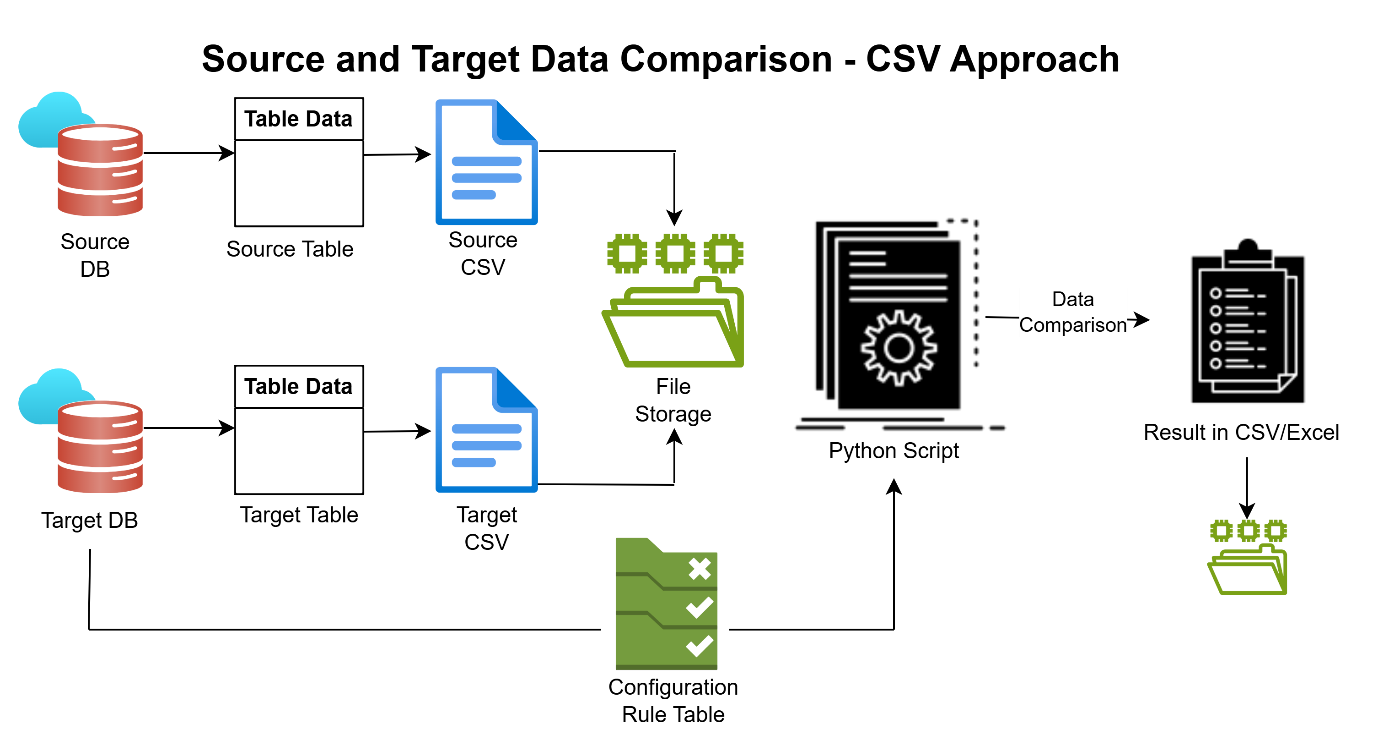 Source and Target Data Comparison - CSV Approach
Table Data
Source
DB
Source Table
Source
CSV
File
Storage
Table Data
Target DB
Target Table
Target
CSV
Configuration
Rule Table
Python Script
Data
Comparison
Result in CSV/Excel